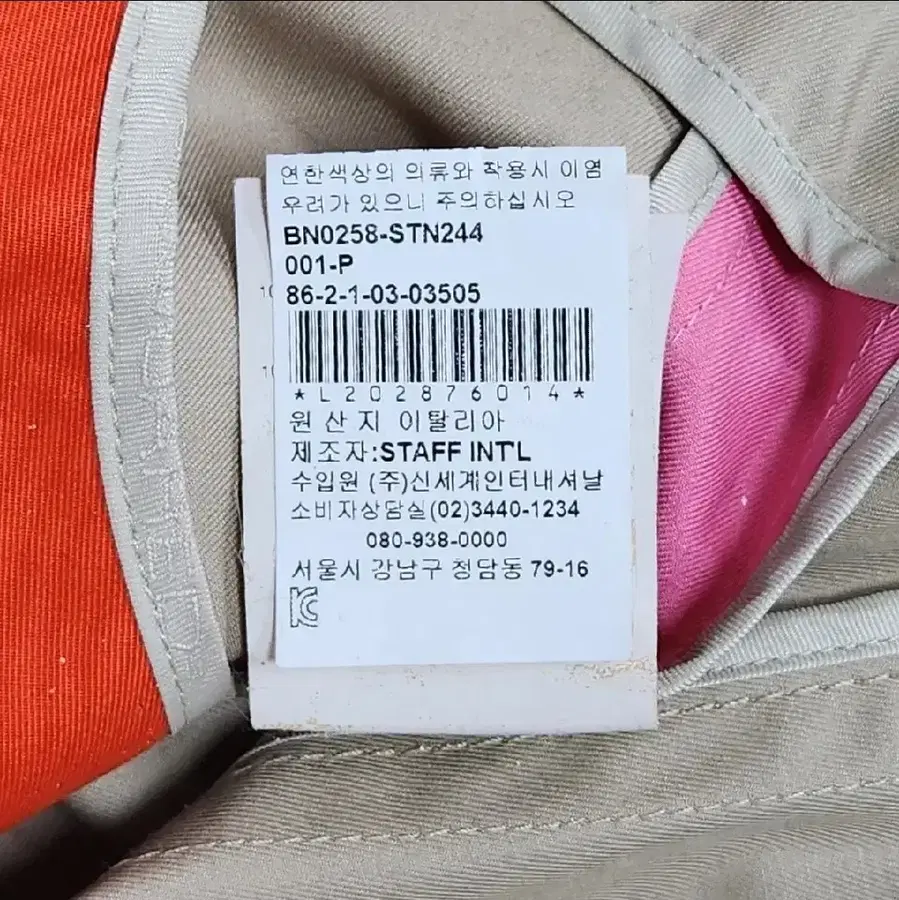 연한색상의 의류와 착용시 이염
우려가 있으니 주의하십시오
BN0258-STN244
001-P
86-2-1-03-03505
*L202876014*
원산지 이탈리아
제조자:STAFF INT'L
수입원 (주)신세계인터내셔날
소비자상담실(02)3440-1234
080-938-0000
서울시 강남구 청담동 79-16
KC